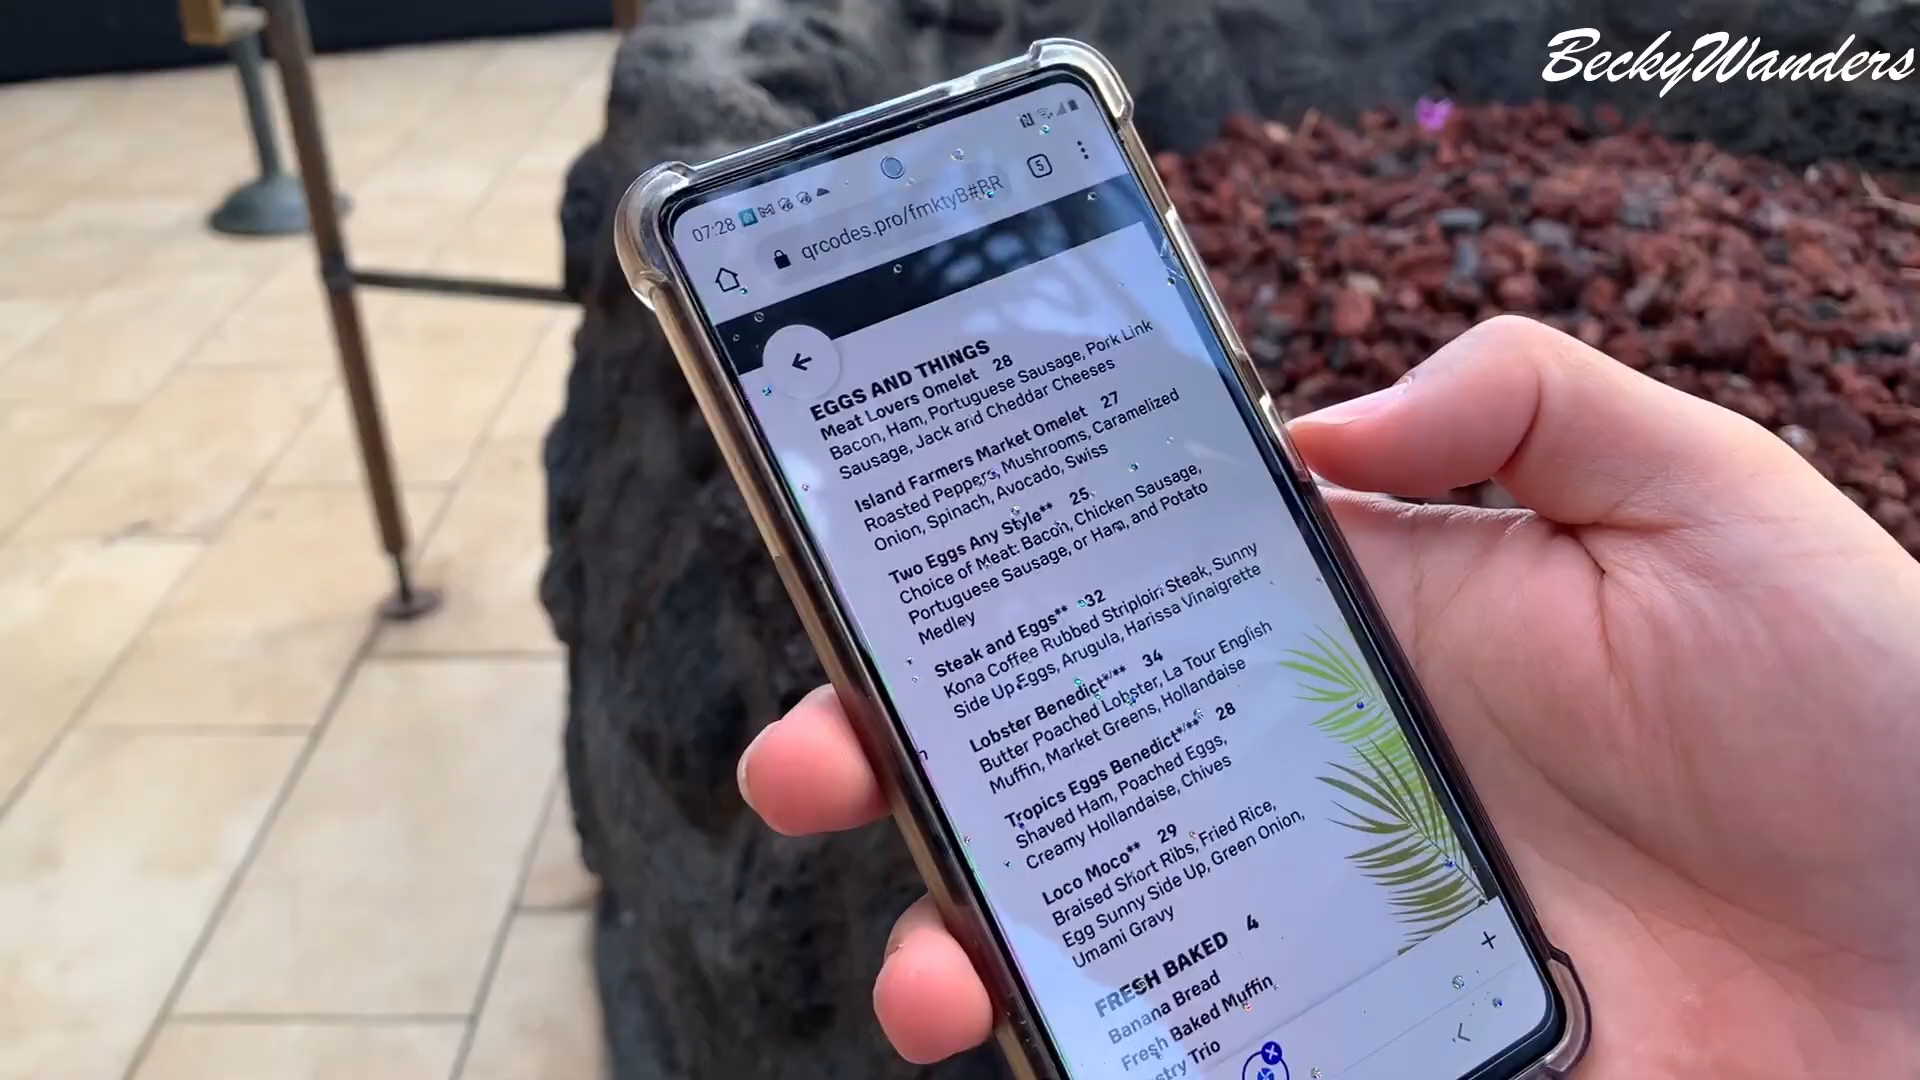 BeckyWanders
07:28
5
qrcodes.pro/fmktyB#BR
EGGS AND THINGS
Meat Lovers Omelet 28
Bacon, Ham, Portuguese Sausage, Pork Link
Sausage, Jack and Cheddar Cheeses
Island Farmers Market Omelet 27
Roasted Peppers, Mushrooms, Caramelized
Onion, Spinach, Avocado, Swiss
Two Eggs Any Style** 25
Choice of Meat: Bacon, Chicken Sausage,
Portuguese Sausage, or Ham, and Potato
Medley
Steak and Eggs** 32
Kona Coffee Rubbed Striploin Steak, Sunny
Side Up Eggs, Arugula, Harissa Vinaigrette
Lobster Benedict*/** 34
Butter Poached Lobster, La Tour English
Muffin, Market Greens, Hollandaise
Tropics Eggs Benedict*/** 28
Shaved Ham, Poached Eggs,
Creamy Hollandaise, Chives
Loco Moco** 29
Braised Short Ribs, Fried Rice,
Egg Sunny Side Up, Green Onion,
Umami Gravy
FRESH BAKED 4
Banana Bread
Fresh Baked Muffin
Trio